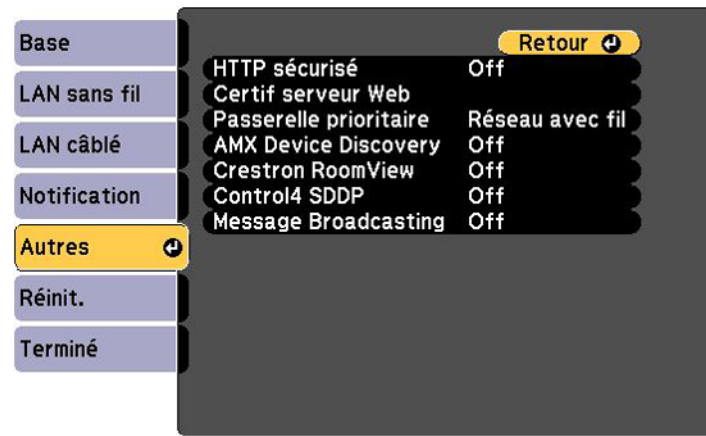 Base
LAN sans fil
LAN câblé
Notification
Autres
Réinit.
Terminé
Retour
HTTP sécurisé Off
Certif serveur Web
Passerelle prioritaire Réseau avec fil
AMX Device Discovery Off
Crestron RoomView Off
Control4 SDDP Off
Message Broadcasting Off